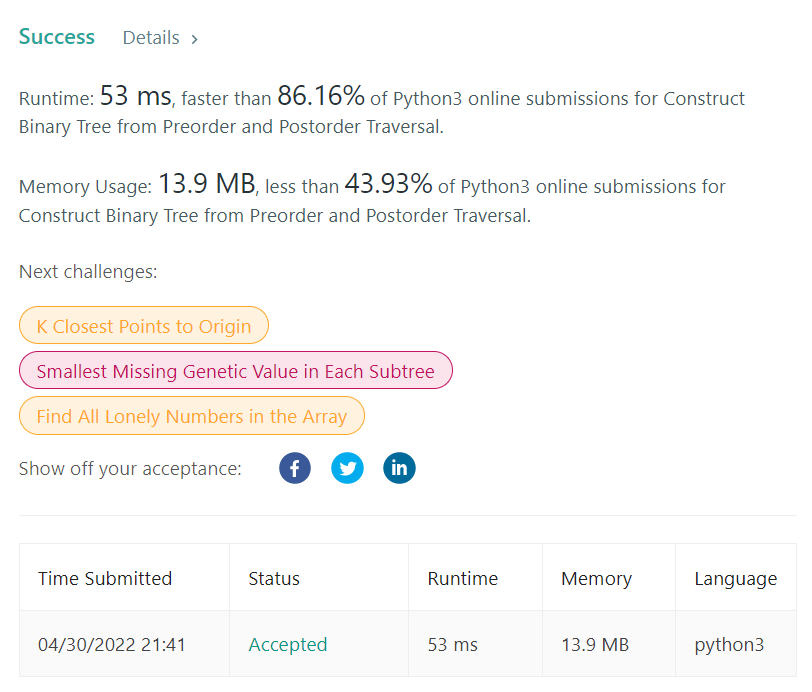 Success Details >
Runtime: 53 ms, faster than 86.16% of Python3 online submissions for Construct
Binary Tree from Preorder and Postorder Traversal.
Memory Usage: 13.9 MB, less than 43.93% of Python3 online submissions for
Construct Binary Tree from Preorder and Postorder Traversal.
Next challenges:
K Closest Points to Origin
Smallest Missing Genetic Value in Each Subtree
Find All Lonely Numbers in the Array
Show off your acceptance: f in
Time Submitted Status Runtime Memory Language
04/30/2022 21:41 Accepted 53 ms 13.9 MB python3